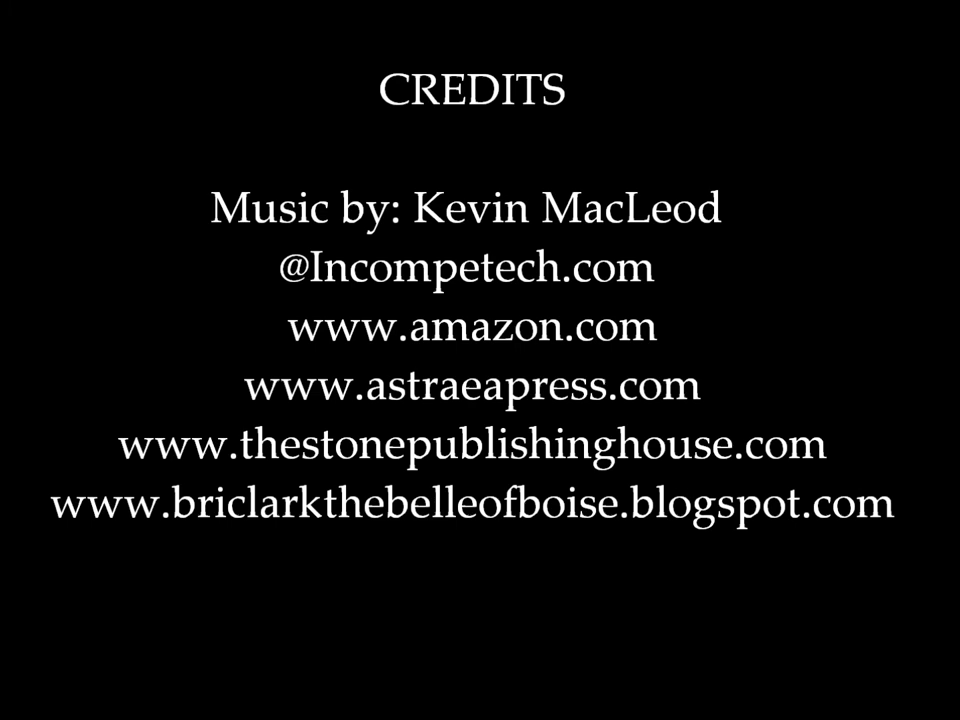 CREDITS
Music by: Kevin MacLeod
@Incompetech.com
www.amazon.com
www.astraeapress.com
www.thestonepublishinghouse.com
www.briclarkthebelleofboise.blogspot.com